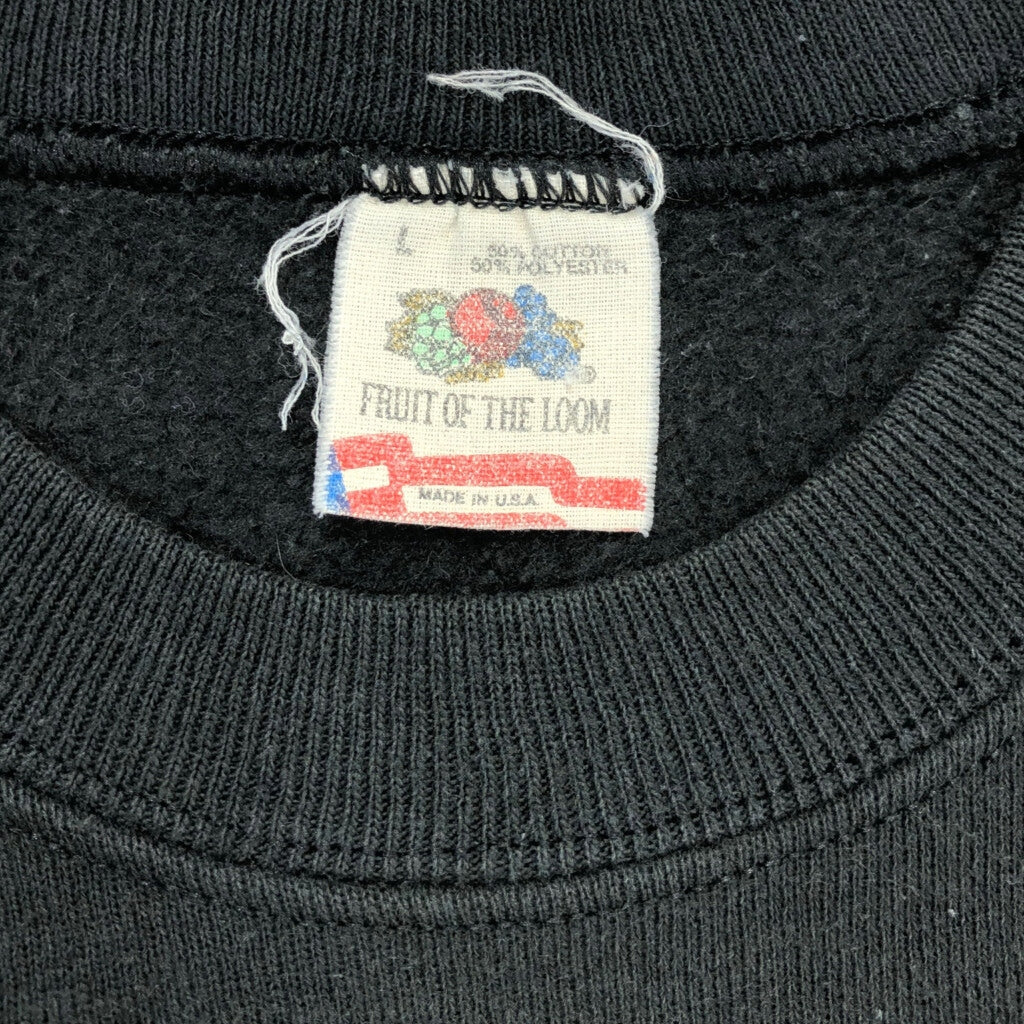 L
50% COTTON
50% POLYESTER
®
FRUIT OF THE LOOM
MADE IN U.S.A.